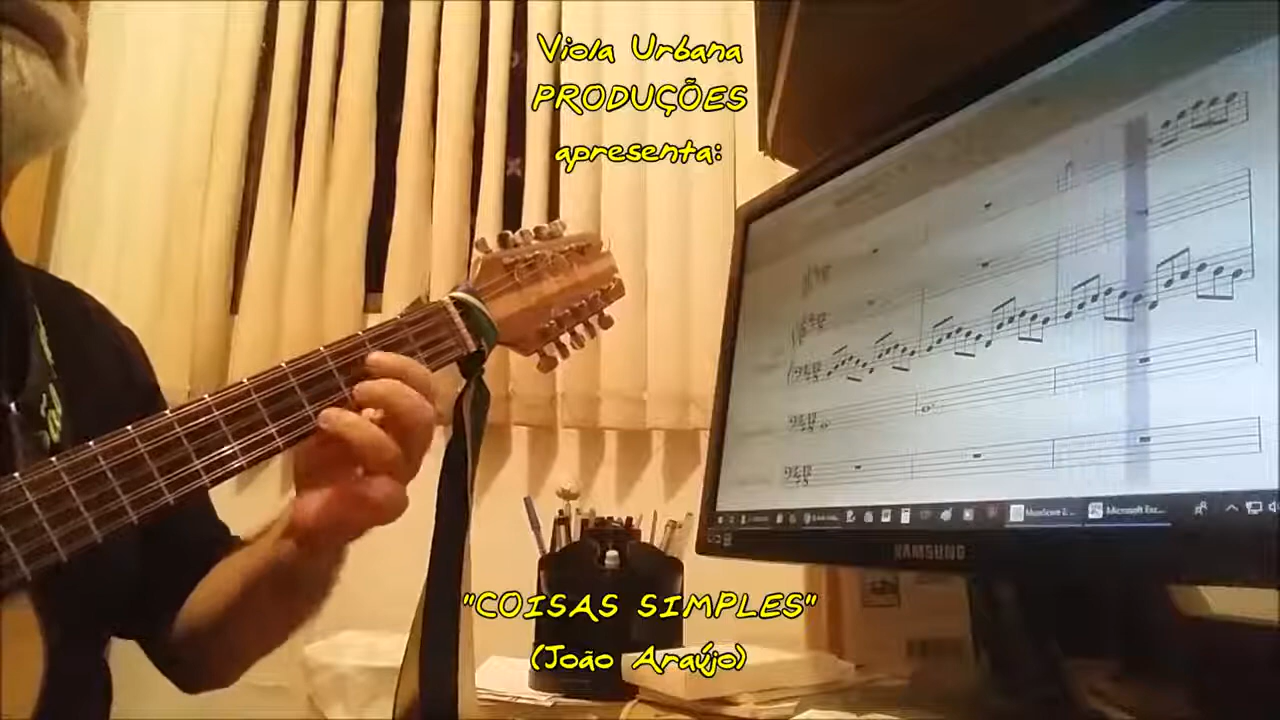 Viola Urbana
PRODUÇÕES
apresenta:
SAMSUNG
"COISAS SIMPLES"
(João Araújo)